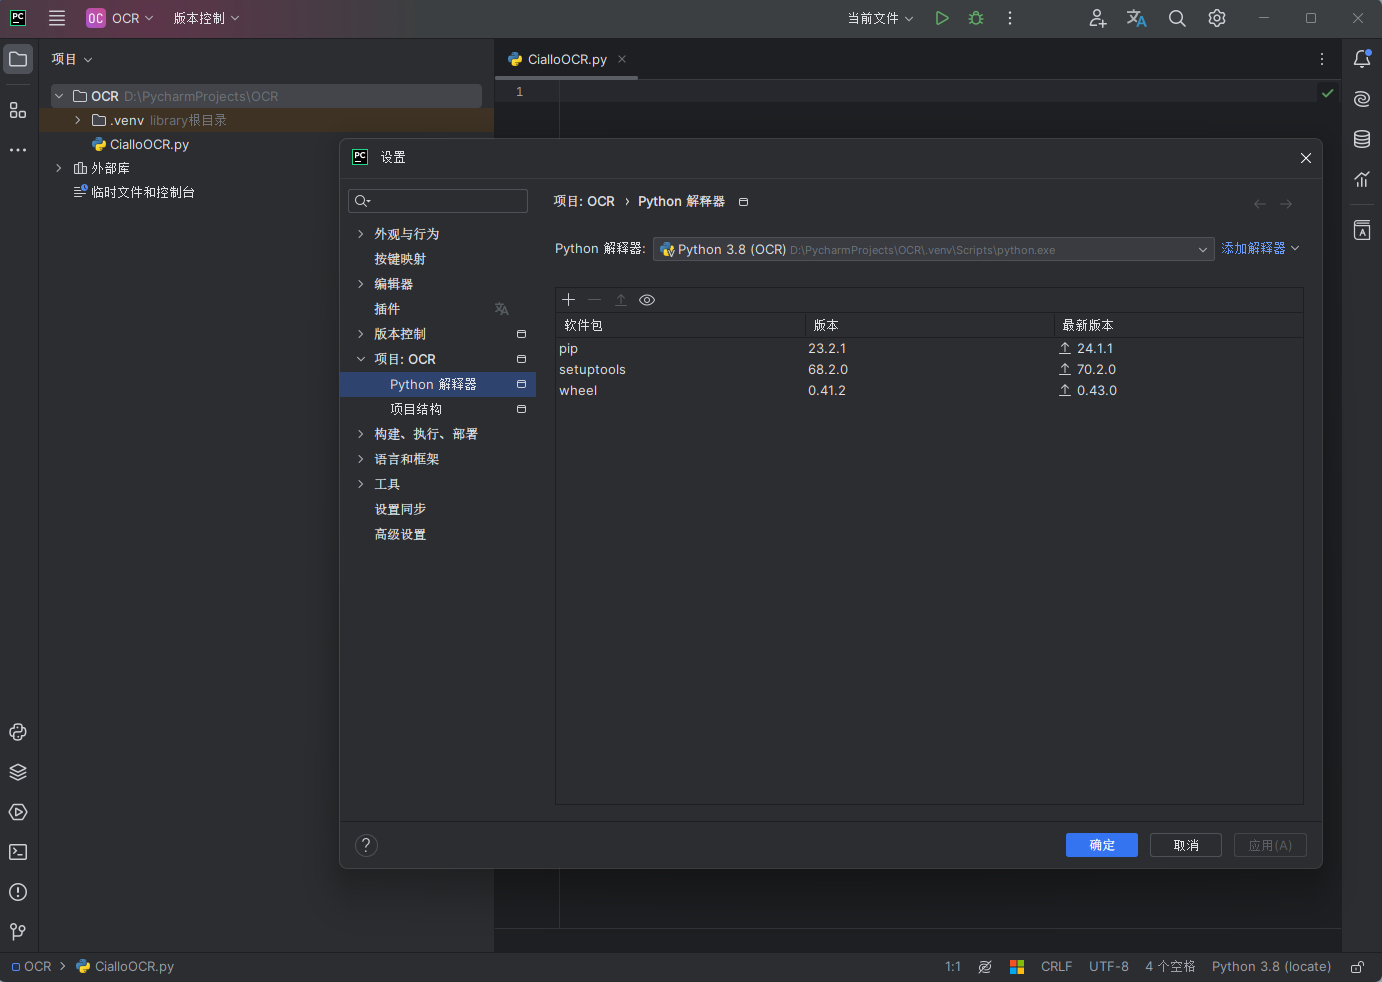 PC OC OCR 版本控制 当前文件
项目
OCR D:\PycharmProjects\OCR
.venv library根目录
CialloOCR.py
外部库
临时文件和控制台
CialloOCR.py
1
PC 设置
外观与行为
按键映射
编辑器
插件
版本控制
项目: OCR
Python 解释器
项目结构
构建、执行、部署
语言和框架
工具
设置同步
高级设置
项目: OCR › Python 解释器
Python 解释器: Python 3.8 (OCR) D:\PycharmProjects\OCR\.venv\Scripts\python.exe 添加解释器
软件包 版本 最新版本
pip 23.2.1 24.1.1
setuptools 68.2.0 70.2.0
wheel 0.41.2 0.43.0
? 确定 取消 应用(A)
OCR CialloOCR.py 1:1 CRLF UTF-8 4 个空格 Python 3.8 (locate)